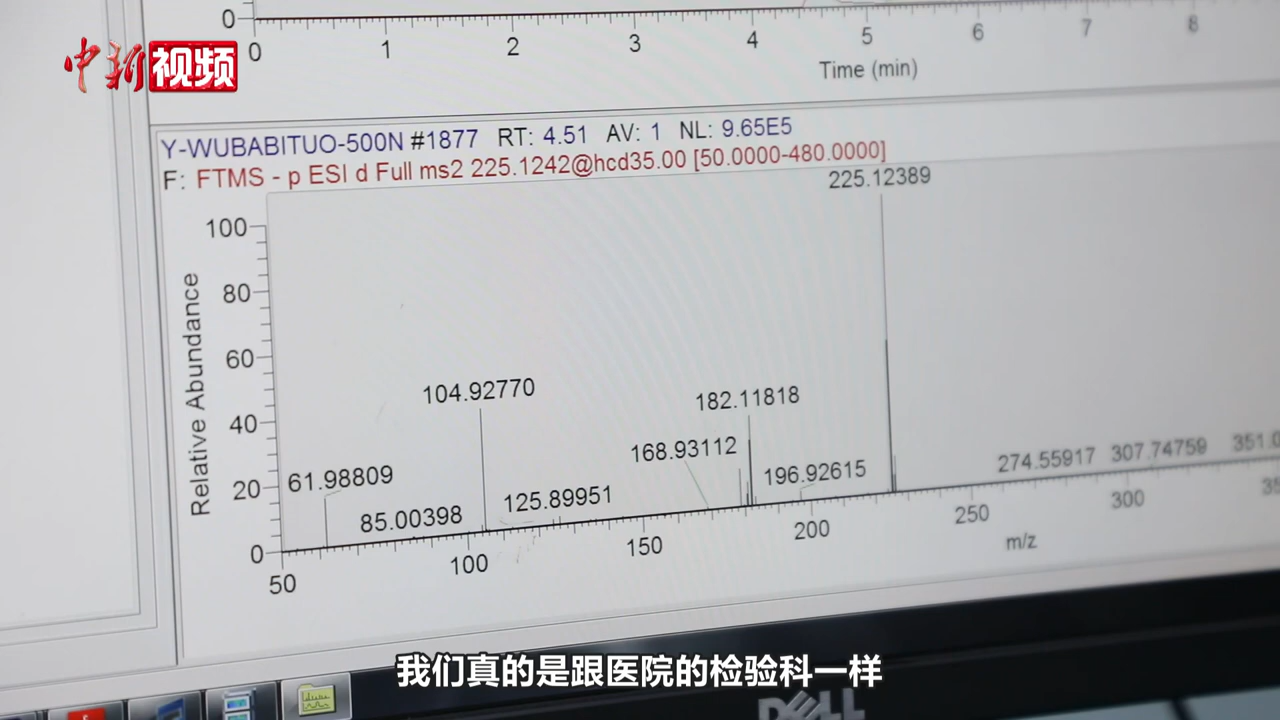 0
0 1 2 3 4 5 6 7 8
Time (min)
中新视频
Y-WUBABITUO-500N #1877 RT: 4.51 AV: 1 NL: 9.65E5
F: FTMS - p ESI d Full ms2 225.1242@hcd35.00 [50.0000-480.0000]
225.12389
100
80
60
40
20
0
Relative Abundance
104.92770
182.11818
168.93112
61.98809
196.92615
85.00398
125.89951
274.55917
307.74759
351.0
50 100 150 200 250 300
m/z
我们真的是跟医院的检验科一样
DELL